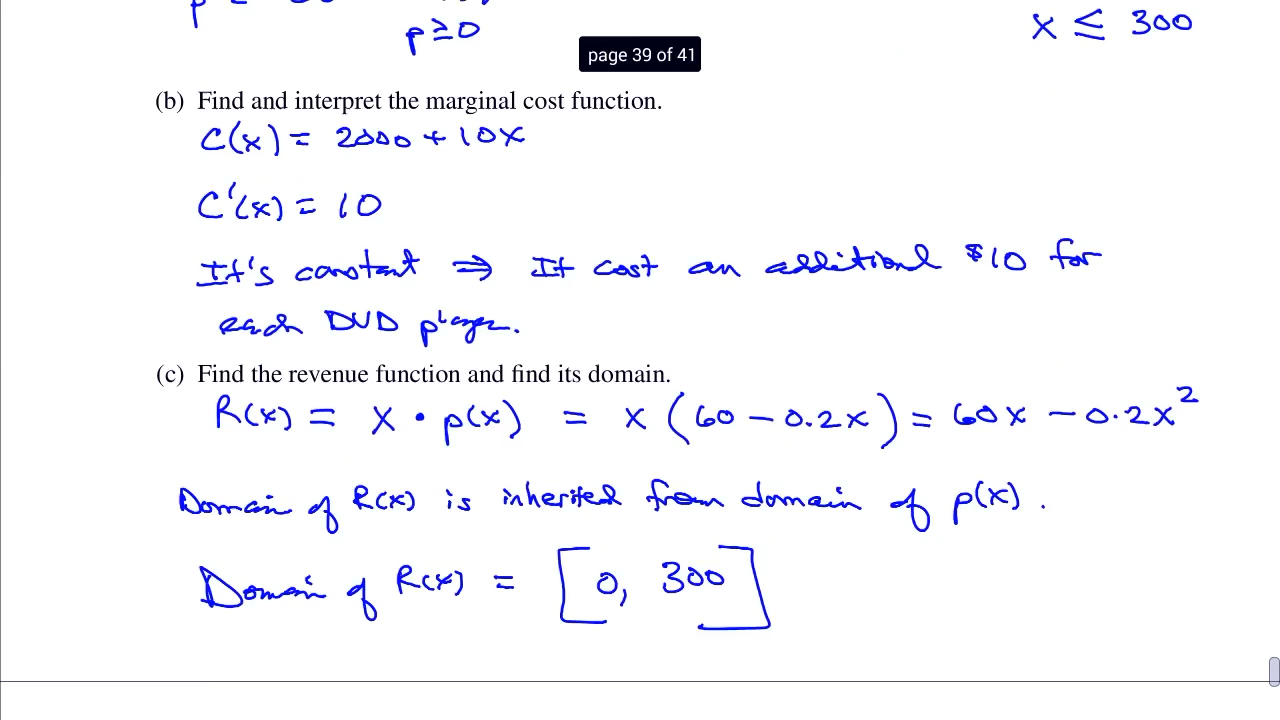 p
p ≥ 0
x ≤ 300
page 39 of 41
(b) Find and interpret the marginal cost function.
C(x) = 2000 + 10x
C'(x) = 10
It's constant ⇒ It cost an additional $10 for
each DVD player.
(c) Find the revenue function and find its domain.
R(x) = x • p(x) = x (60 - 0.2x) = 60x - 0.2x²
Domain of R(x) is inherited from domain of p(x).
Domain of R(x) = [0, 300]